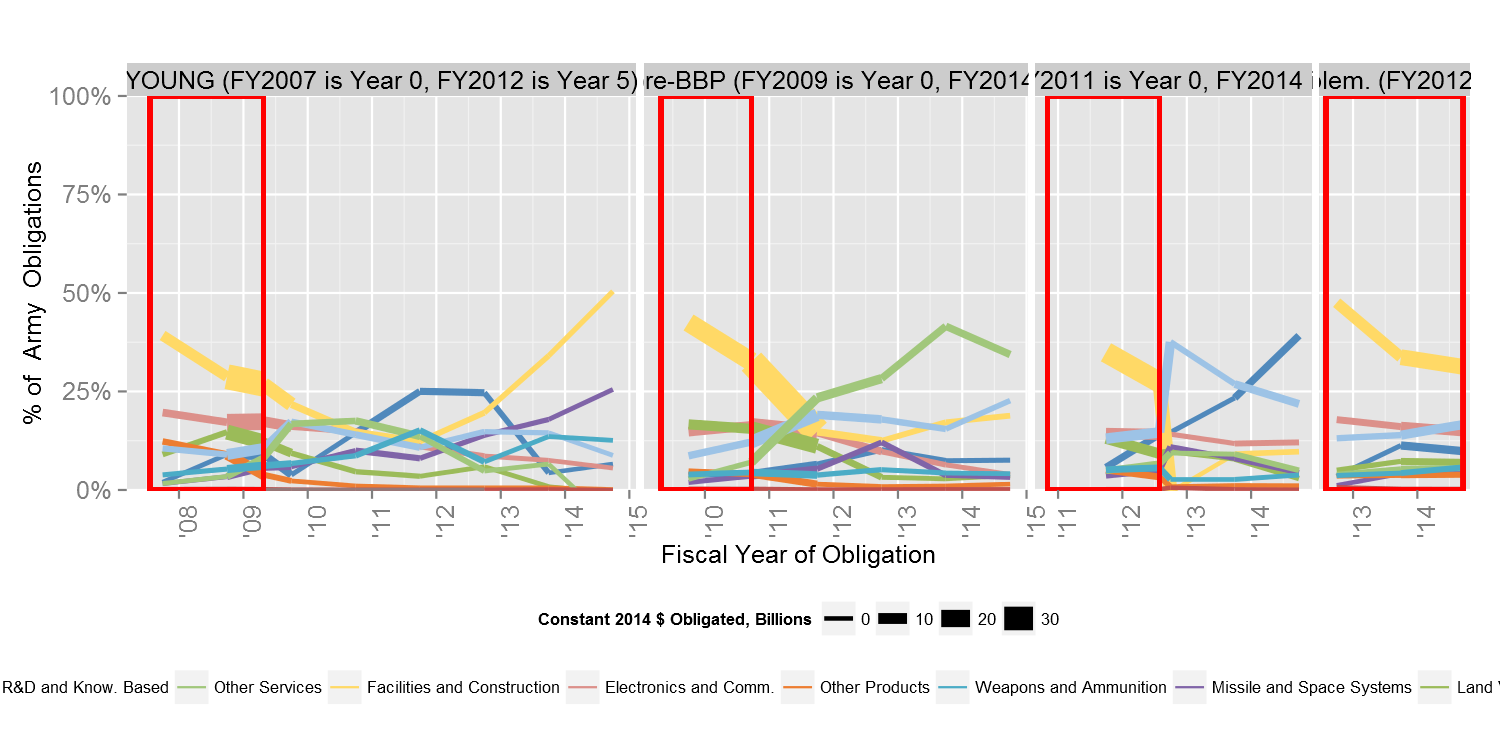 YOUNG (FY2007 is Year 0, FY2012 is Year 5)
re-BBP (FY2009 is Year 0, FY2014
Y2011 is Year 0, FY2014
lem. (FY2012
100%
75%
50%
25%
0%
% of Army Obligations
'08 '09 '10 '11 '12 '13 '14 '15
'10 '11 '12 '13 '14 '15
'11 '12 '13 '14
'13 '14
Fiscal Year of Obligation
Constant 2014 $ Obligated, Billions 0 10 20 30
R&D and Know. Based Other Services Facilities and Construction Electronics and Comm. Other Products Weapons and Ammunition Missile and Space Systems Land